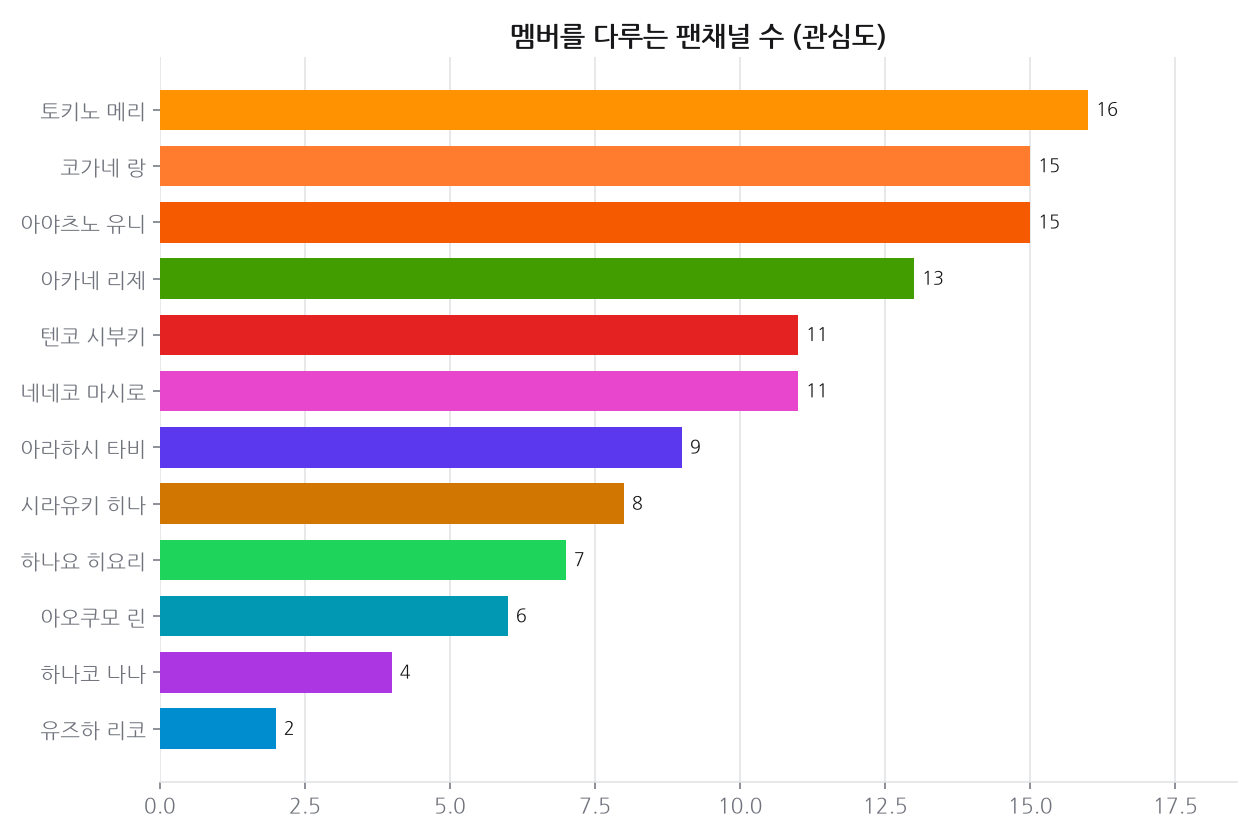 멤버를 다루는 팬채널 수 (관심도)
토키노 메리 16
코가네 랑 15
아야츠노 유니 15
아카네 리제 13
텐코 시부키 11
네네코 마시로 11
아라하시 타비 9
시라유키 히나 8
하나요 히요리 7
아오쿠모 린 6
하나코 나나 4
유즈하 리코 2
0.0 2.5 5.0 7.5 10.0 12.5 15.0 17.5